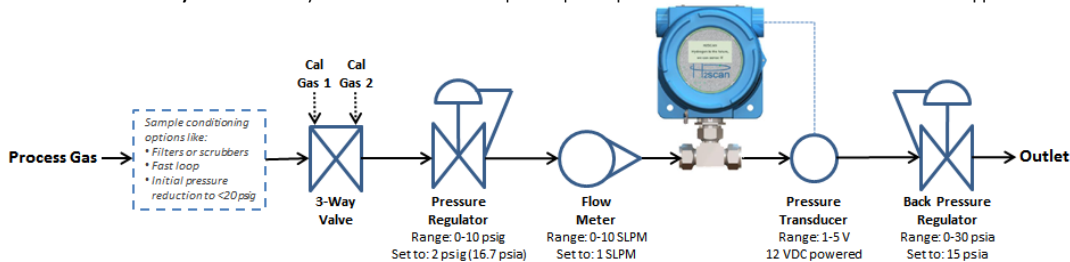 Cal
Gas 1
Cal
Gas 2
Sample conditioning
options like:
• Filters or scrubbers
• Fast loop
• Initial pressure
reduction to <20 psig
Process Gas
H2scan
Outlet
3-Way
Valve
Pressure
Regulator
Range: 0-10 psig
Set to: 2 psig (16.7 psia)
Flow
Meter
Range: 0-10 SLPM
Set to: 1 SLPM
Pressure
Transducer
Range: 1-5 V
12 VDC powered
Back Pressure
Regulator
Range: 0-30 psia
Set to: 15 psia